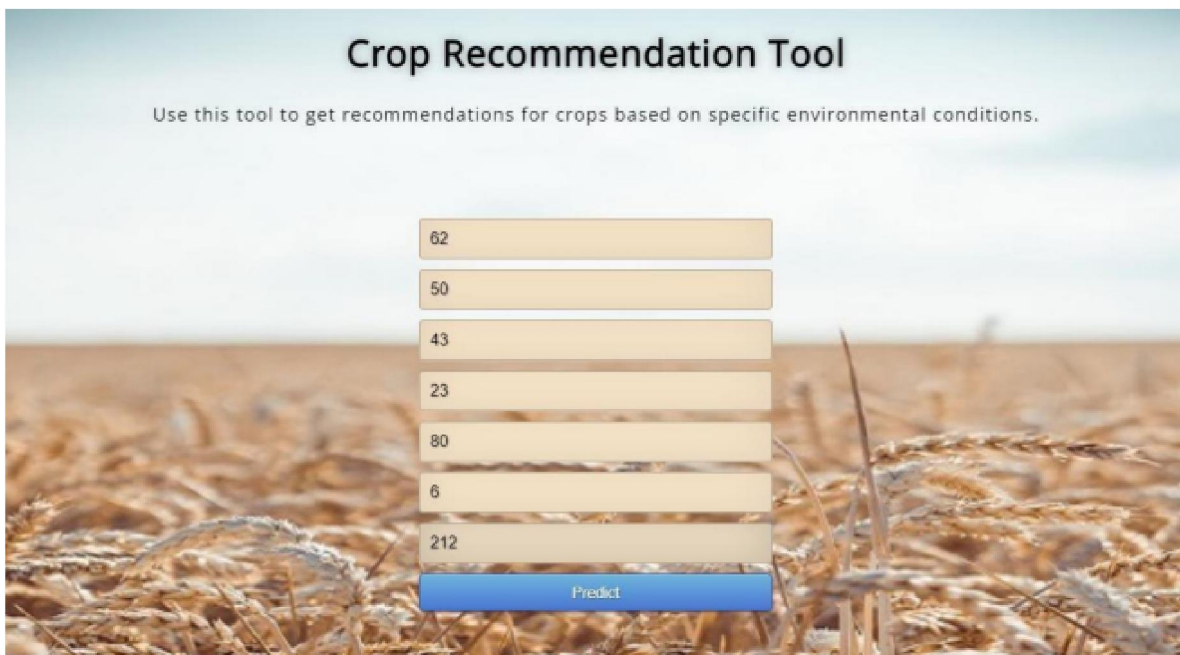 Crop Recommendation Tool
Use this tool to get recommendations for crops based on specific environmental conditions.
62
50
43
23
80
6
212
Predict